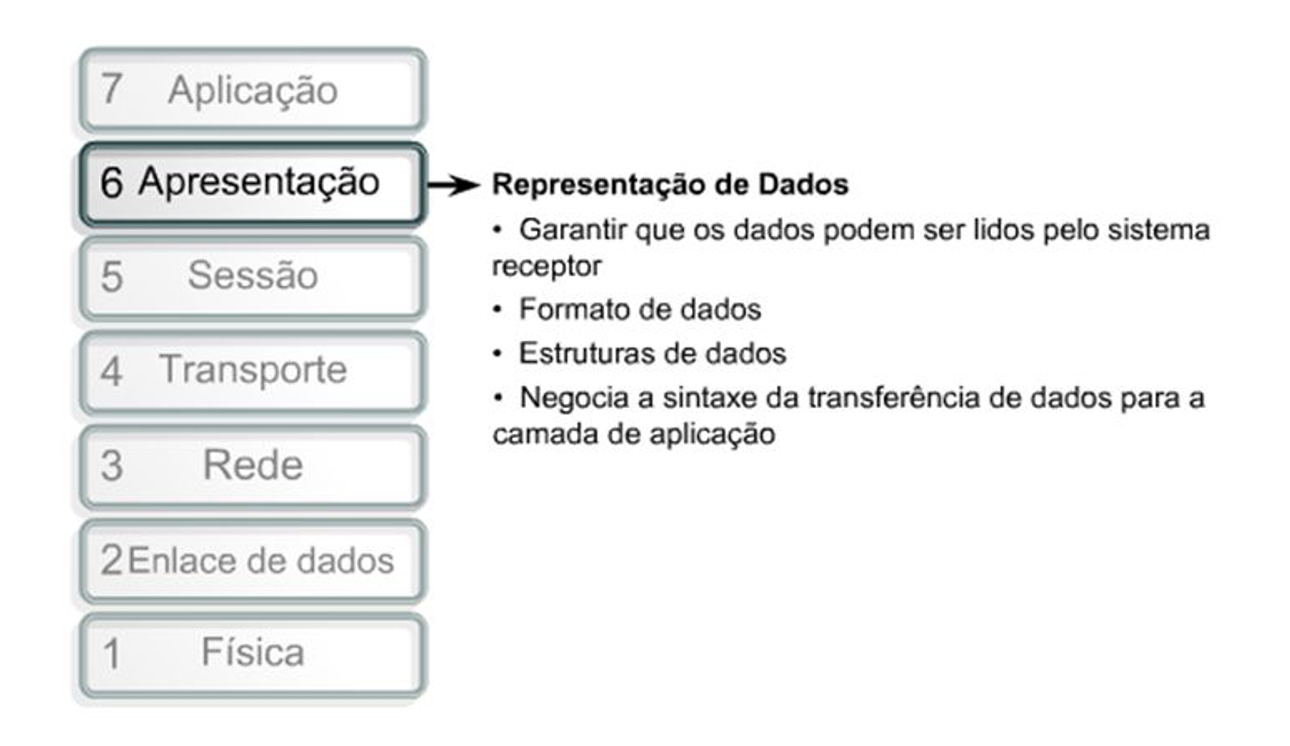 7 Aplicação
6 Apresentação
Representação de Dados
• Garantir que os dados podem ser lidos pelo sistema
receptor
• Formato de dados
• Estruturas de dados
• Negocia a sintaxe da transferência de dados para a
camada de aplicação
5 Sessão
4 Transporte
3 Rede
2 Enlace de dados
1 Física